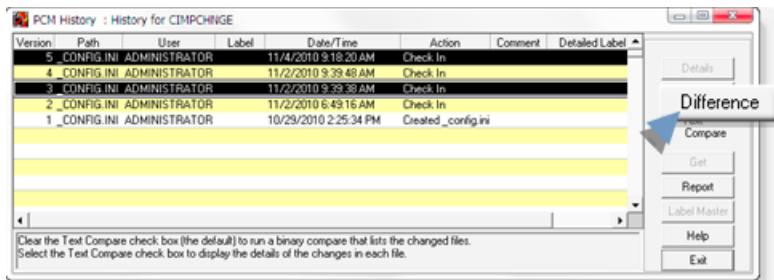 PCM History : History for CIMPCHNGE
Version Path User Label Date/Time Action Comment Detailed Label
5 _CONFIG.INI ADMINISTRATOR 11/4/2010 9:18:20 AM Check In
4 _CONFIG.INI ADMINISTRATOR 11/2/2010 9:39:48 AM Check In
3 _CONFIG.INI ADMINISTRATOR 11/2/2010 9:39:38 AM Check In
2 _CONFIG.INI ADMINISTRATOR 11/2/2010 6:49:16 AM Check In
1 _CONFIG.INI ADMINISTRATOR 10/29/2010 2:25:34 PM Created _config.ini
Details
Difference
Compare
Get
Report
Label Master
Help
Exit
Clear the Text Compare check box (the default) to run a binary compare that lists the changed files.
Select the Text Compare check box to display the details of the changes in each file.